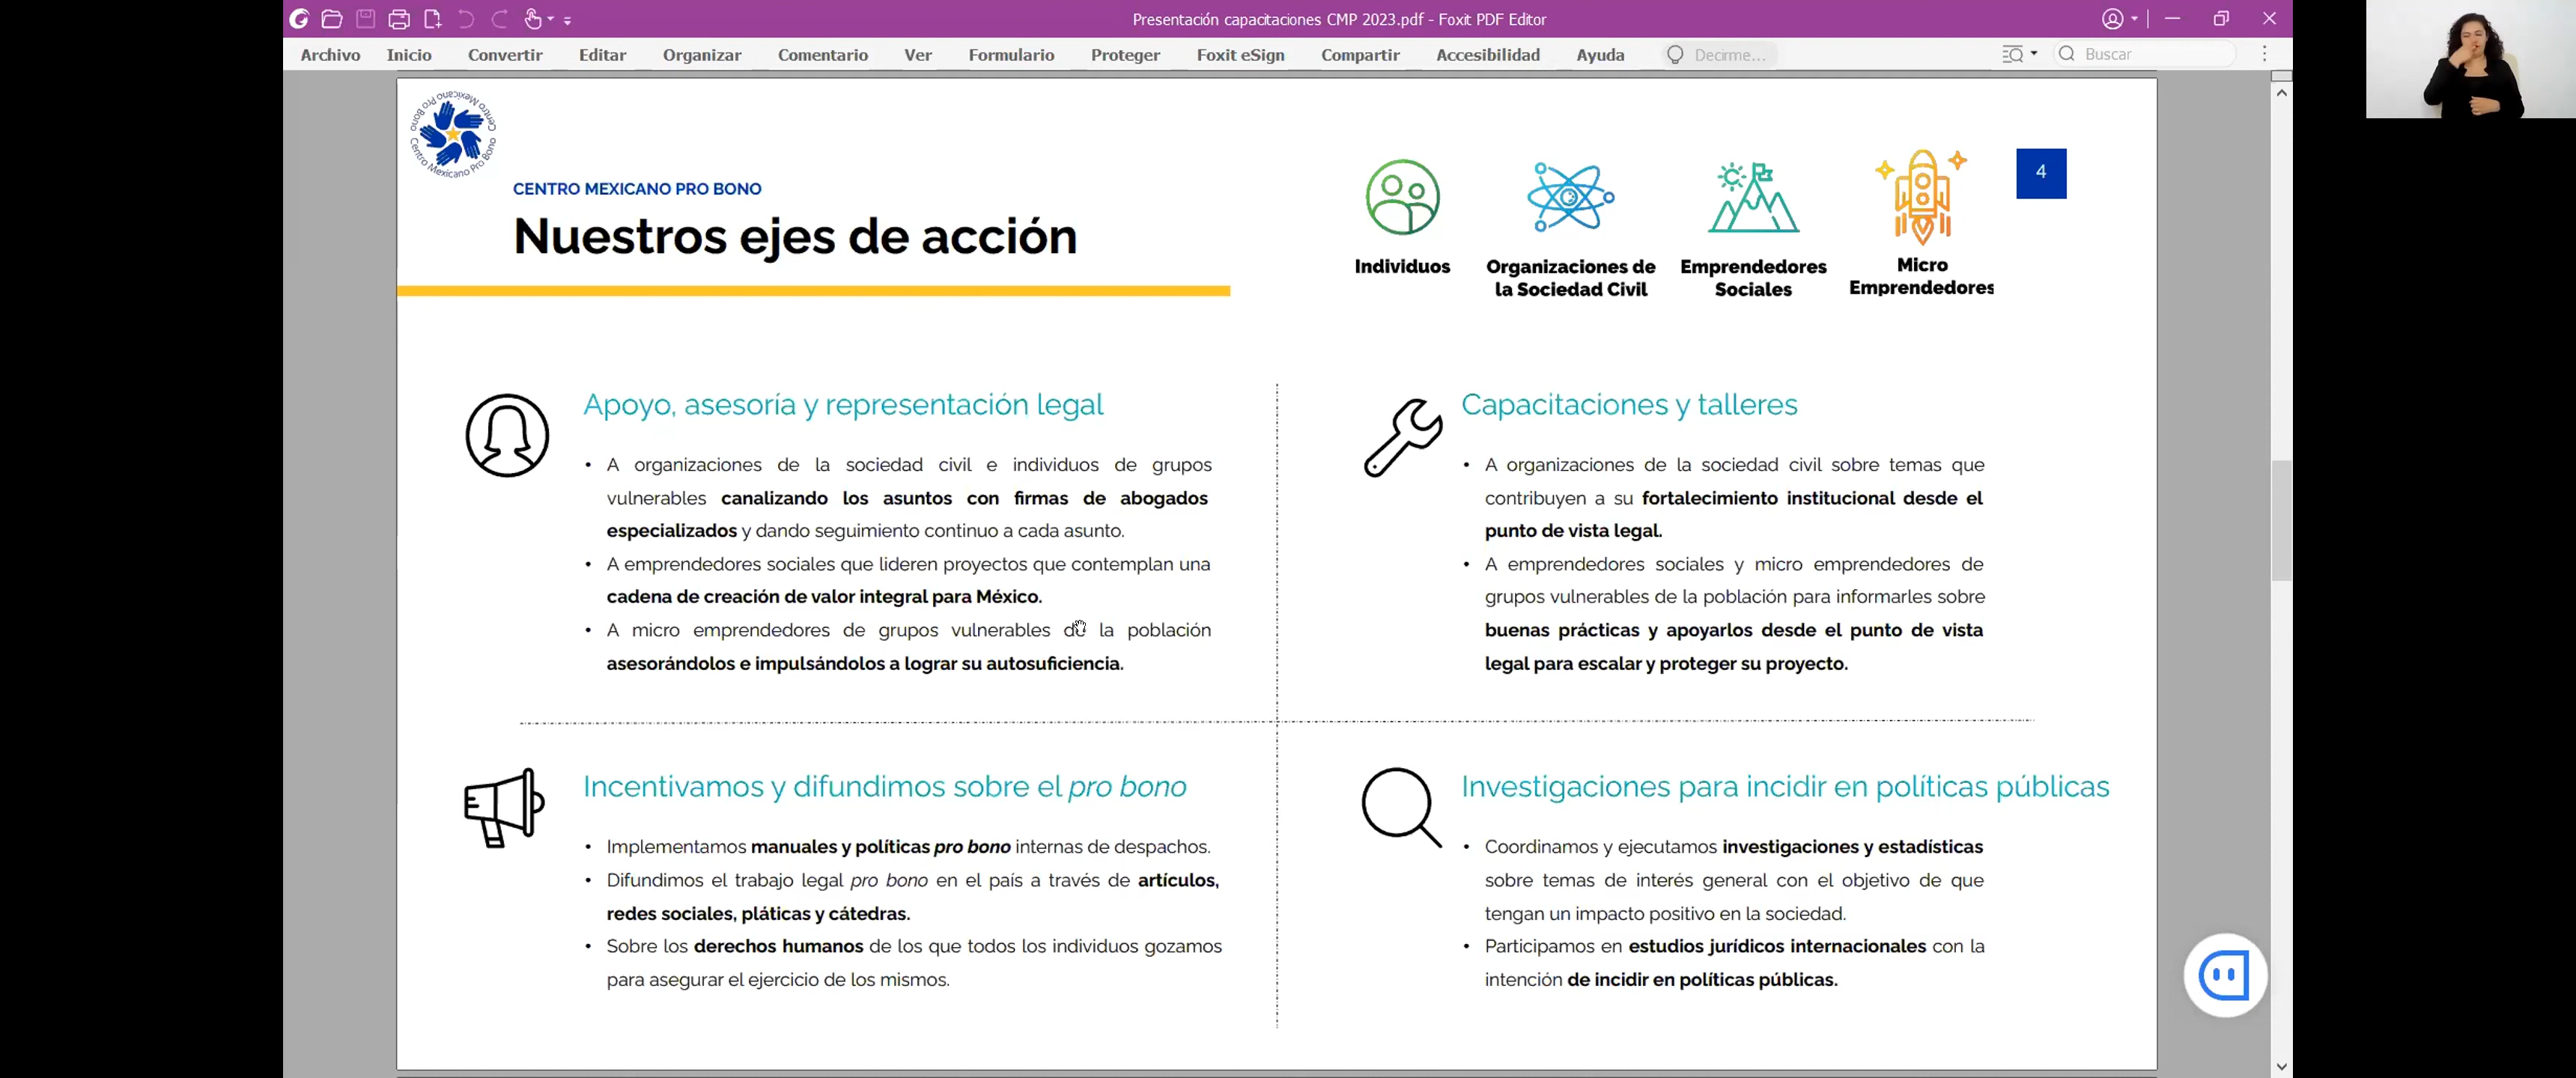 Presentación capacitaciones CMP 2023.pdf - Foxit PDF Editor
Archivo Inicio Convertir Editar Organizar Comentario Ver Formulario Proteger Foxit eSign Compartir Accesibilidad Ayuda Decirme... Buscar
Centro Mexicano Pro Bono Centro Mexicano Pro Bono
CENTRO MEXICANO PRO BONO
Nuestros ejes de acción
Individuos
Organizaciones de
la Sociedad Civil
Emprendedores
Sociales
Micro
Emprendedores
4
Apoyo, asesoría y representación legal
• A organizaciones de la sociedad civil e individuos de grupos
vulnerables canalizando los asuntos con firmas de abogados
especializados y dando seguimiento continuo a cada asunto.
• A emprendedores sociales que lideren proyectos que contemplan una
cadena de creación de valor integral para México.
• A micro emprendedores de grupos vulnerables de la población
asesorándolos e impulsándolos a lograr su autosuficiencia.
Capacitaciones y talleres
• A organizaciones de la sociedad civil sobre temas que
contribuyen a su fortalecimiento institucional desde el
punto de vista legal.
• A emprendedores sociales y micro emprendedores de
grupos vulnerables de la población para informarles sobre
buenas prácticas y apoyarlos desde el punto de vista
legal para escalar y proteger su proyecto.
Incentivamos y difundimos sobre el pro bono
• Implementamos manuales y políticas pro bono internas de despachos.
• Difundimos el trabajo legal pro bono en el país a través de artículos,
redes sociales, pláticas y cátedras.
• Sobre los derechos humanos de los que todos los individuos gozamos
para asegurar el ejercicio de los mismos.
Investigaciones para incidir en políticas públicas
• Coordinamos y ejecutamos investigaciones y estadísticas
sobre temas de interés general con el objetivo de que
tengan un impacto positivo en la sociedad.
• Participamos en estudios jurídicos internacionales con la
intención de incidir en políticas públicas.